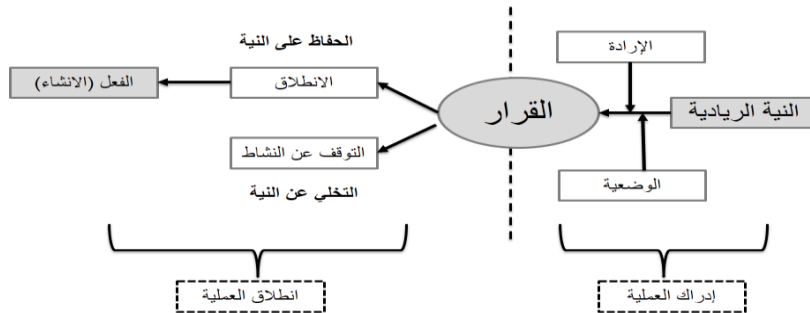 الإرادة
النية الريادية
الوضعية
إدراك العملية
القرار
الحفاظ على النية
الانطلاق
الفعل (الانشاء)
التوقف عن النشاط
التخلي عن النية
انطلاق العملية